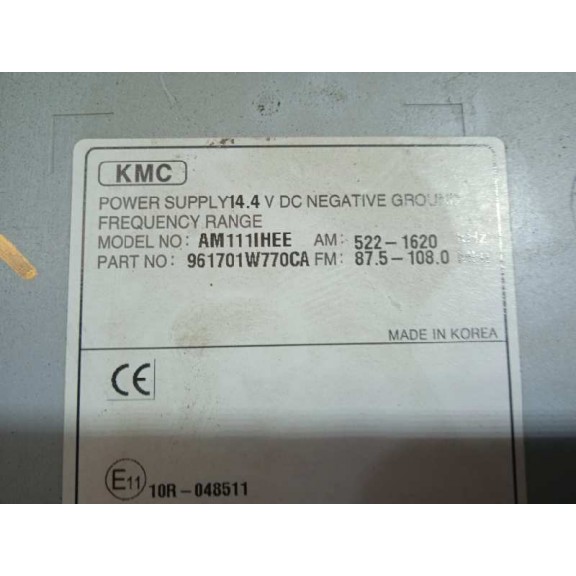 KMC
POWER SUPPLY14.4 V DC NEGATIVE GROUND
FREQUENCY RANGE
MODEL NO: AM111IHEE AM: 522-1620
PART NO: 961701W770CA FM: 87.5-108.0
MADE IN KOREA
CE
E11 10R-048511